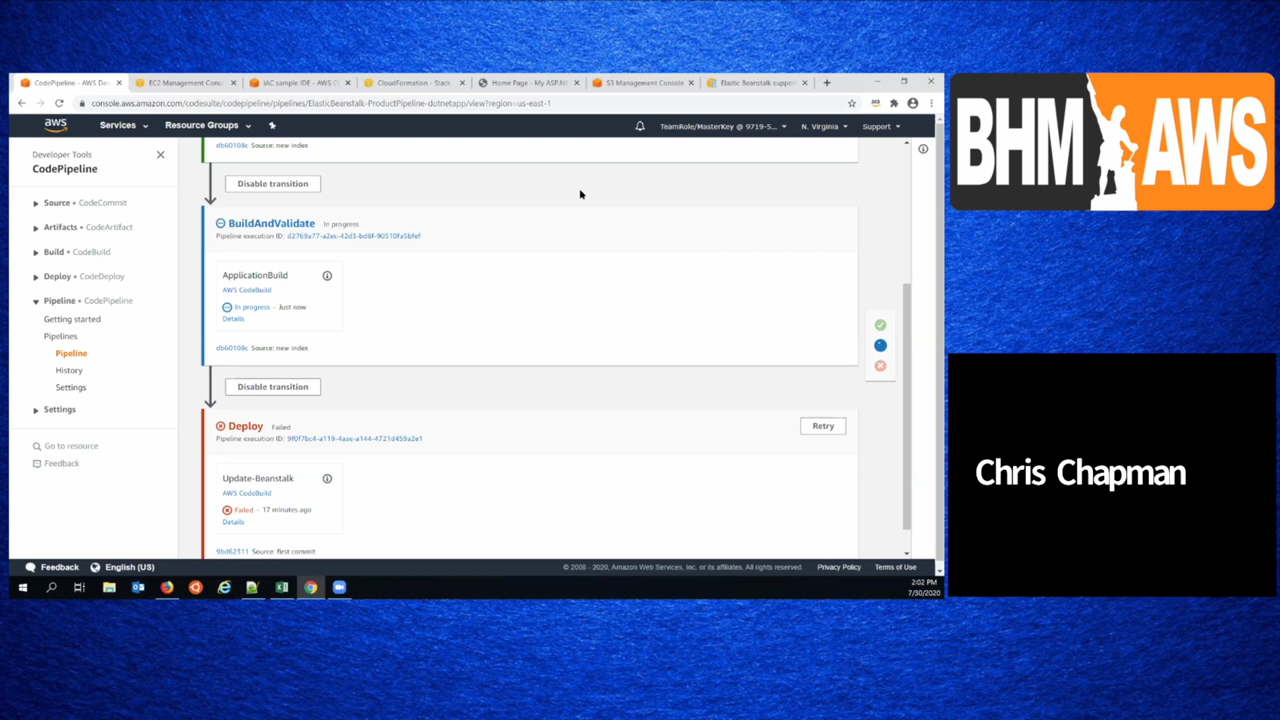 CodePipeline - AWS De
EC2 Management Con
IAC sample IDE - AWS C
CloudFormation - Stack
Home Page - My ASP.N
S3 Management Console
Elastic Beanstalk suppor
console.aws.amazon.com/codesuite/codepipeline/pipelines/ElasticBeanstalk-ProductPipeline-dotnetapp/view?region=us-east-1
aws
Services
Resource Groups
TeamRole/MasterKey @ 9719-5...
N. Virginia
Support
Developer Tools
CodePipeline
Source • CodeCommit
Artifacts • CodeArtifact
Build • CodeBuild
Deploy • CodeDeploy
Pipeline • CodePipeline
Getting started
Pipelines
Pipeline
History
Settings
Settings
Go to resource
Feedback
db60108c Source: new index
Disable transition
BuildAndValidate In progress
Pipeline execution ID: d2769a77-a2ec-42d3-bd8f-90510fa5bfef
ApplicationBuild
AWS CodeBuild
In progress - Just now
Details
db60108c Source: new index
Disable transition
Deploy Failed
Retry
Pipeline execution ID: 9f0f7bc4-a119-4aae-a144-4721d459a2e1
Update-Beanstalk
AWS CodeBuild
Failed - 17 minutes ago
Details
9bd62311 Source: first commit
Feedback
English (US)
© 2008 - 2020, Amazon Web Services, Inc. or its affiliates. All rights reserved.
Privacy Policy
Terms of Use
2:02 PM
7/30/2020
BHM AWS
Chris Chapman